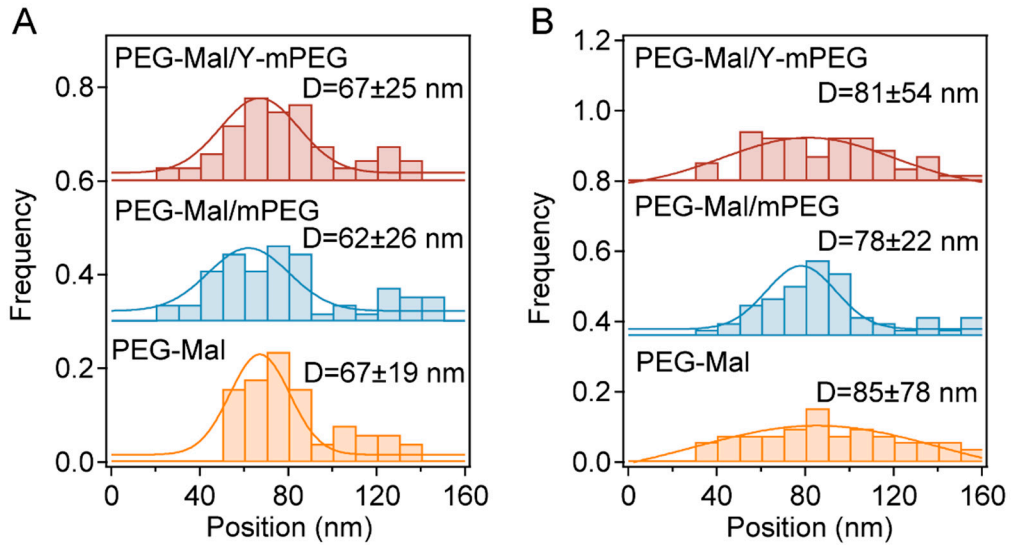 A
PEG-Mal/Y-mPEG
D=67±25 nm
PEG-Mal/mPEG
D=62±26 nm
PEG-Mal
D=67±19 nm
Frequency
0.8
0.6
0.4
0.2
0.0
0 40 80 120 160
Position (nm)
B
PEG-Mal/Y-mPEG
D=81±54 nm
PEG-Mal/mPEG
D=78±22 nm
PEG-Mal
D=85±78 nm
Frequency
1.2
1.0
0.8
0.6
0.4
0.2
0.0
0 40 80 120 160
Position (nm)